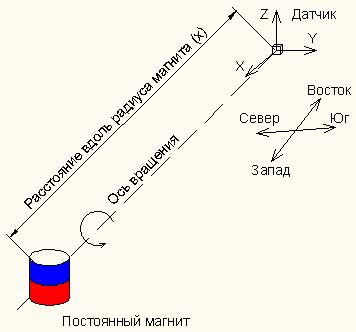 Z Датчик
Y
X
Расстояние вдоль радиуса магнита (x)
Восток
Север Юг
Запад
Ось вращения
Постоянный магнит